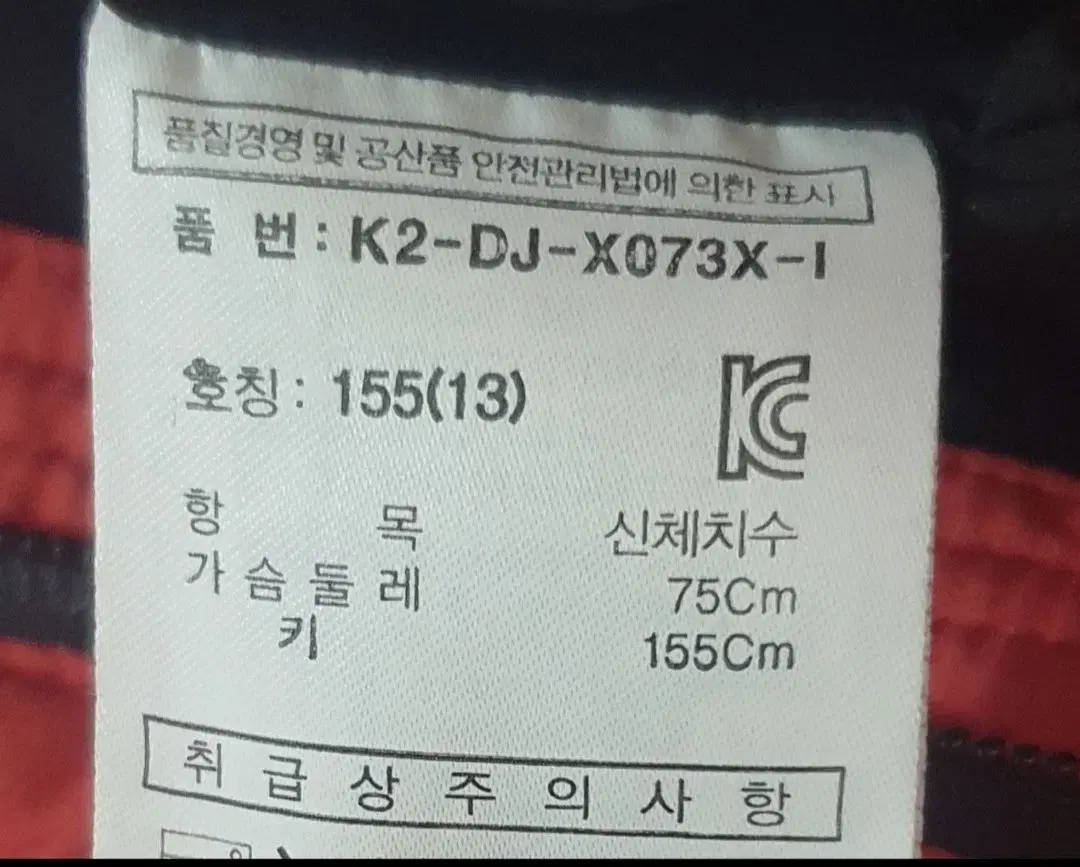 품질경영 및 공산품 안전관리법에 의한 표시
품 번 : K2-DJ-X073X-I
호칭 : 155(13)
KC
항 목 신체치수
가 슴 둘 레 75Cm
키 155Cm
취 급 상 주 의 사 항